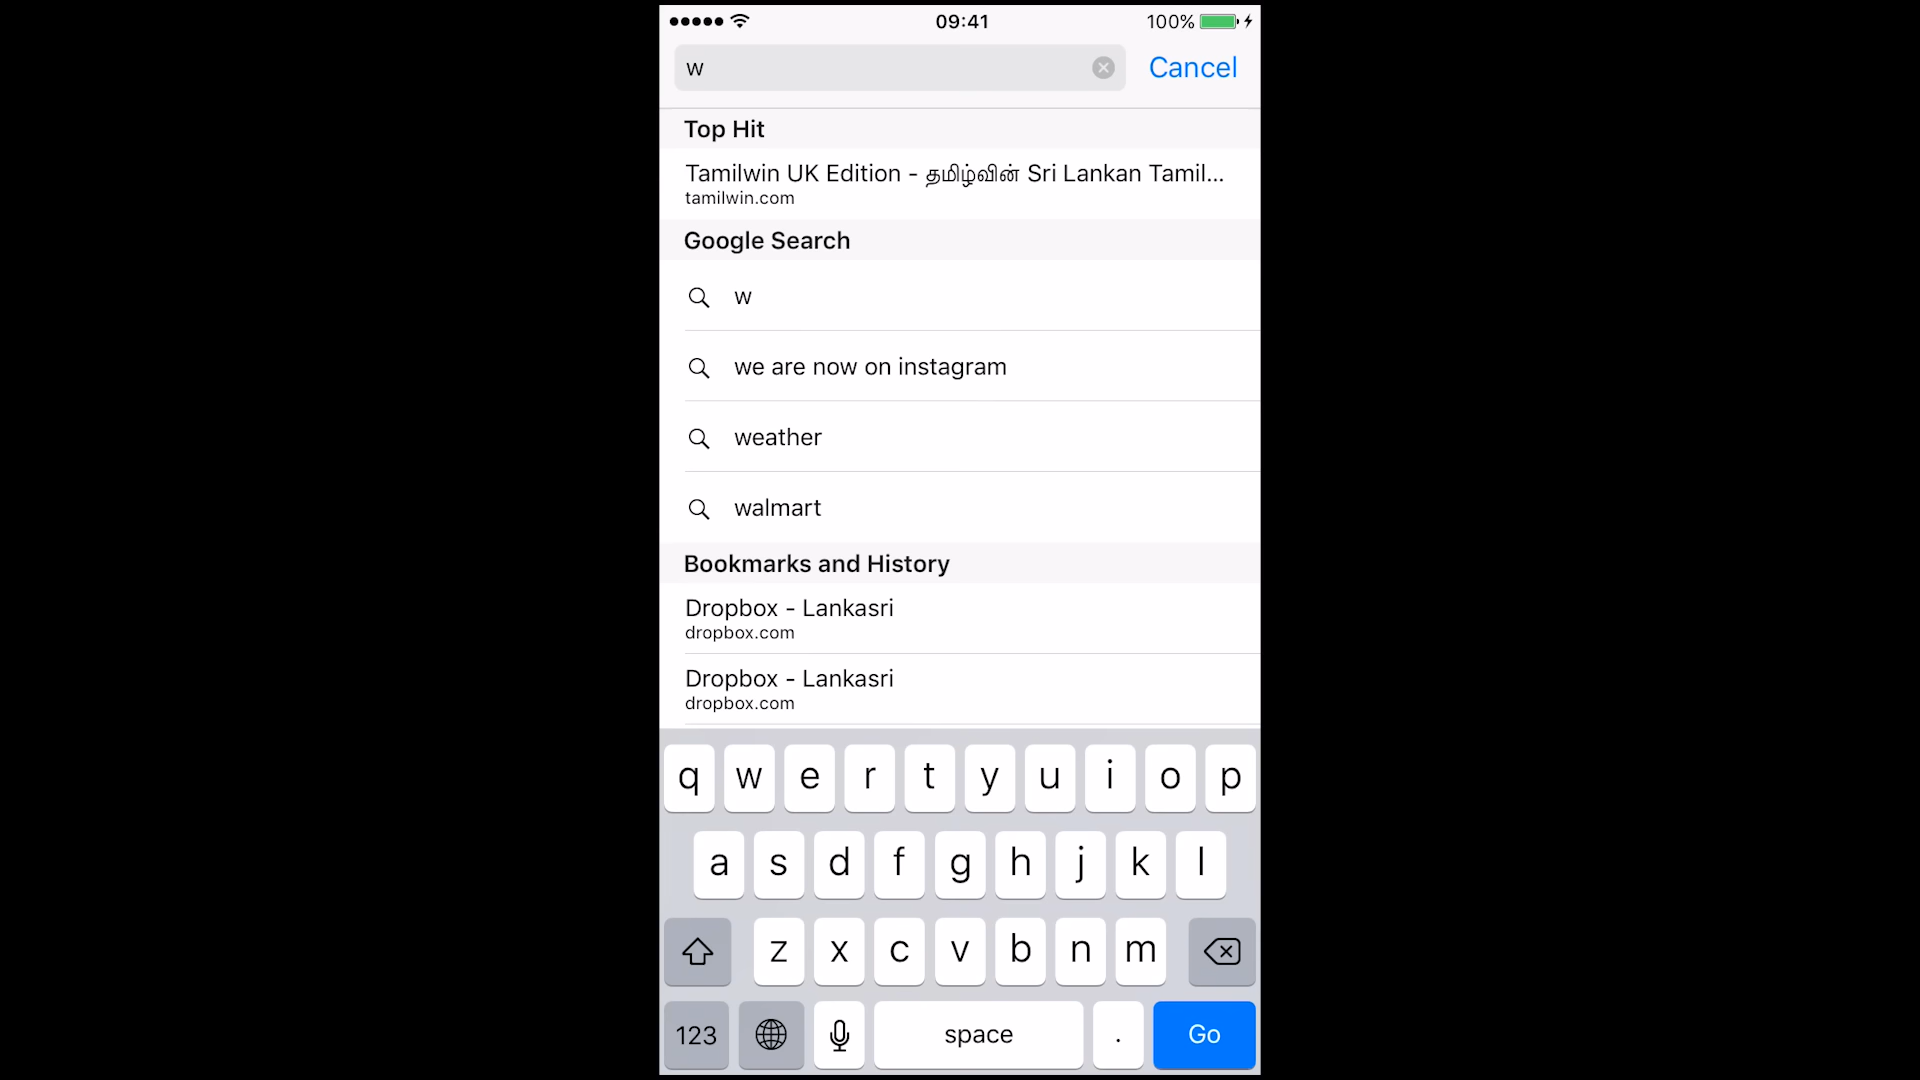 09:41
100%
w
Cancel
Top Hit
Tamilwin UK Edition - தமிழ்வின் Sri Lankan Tamil...
tamilwin.com
Google Search
w
we are now on instagram
weather
walmart
Bookmarks and History
Dropbox - Lankasri
dropbox.com
Dropbox - Lankasri
dropbox.com
q w e r t y u i o p
a s d f g h j k l
z x c v b n m
123
space
.
Go